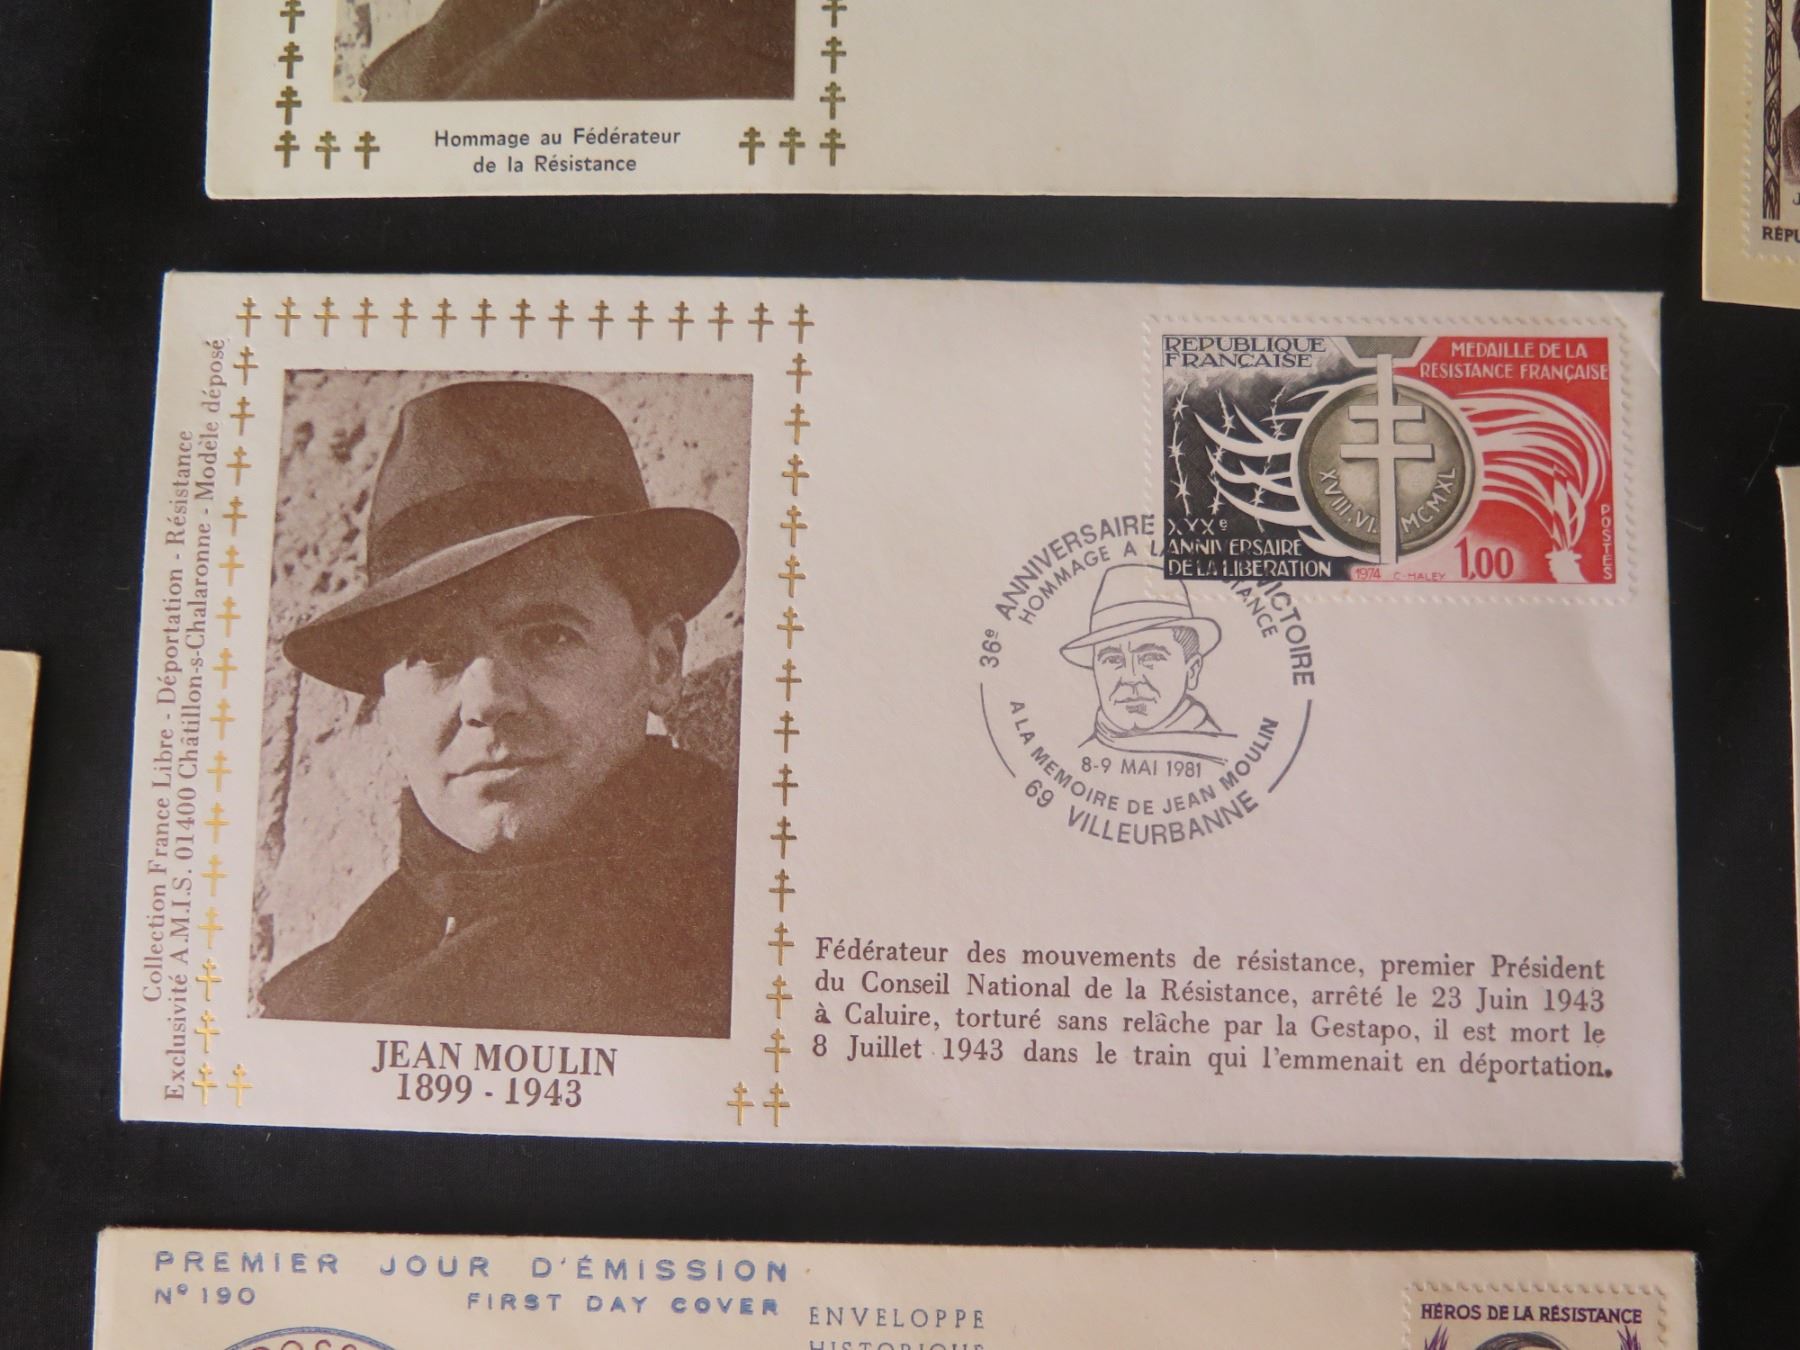 Hommage au Fédérateur
de la Résistance
RÉPU
Collection France Libre - Déportation - Résistance
Exclusivité A.M.I.S. 01400 Châtillon-s-Chalaronne - Modèle déposé
JEAN MOULIN
1899 - 1943
REPUBLIQUE
FRANÇAISE
MEDAILLE DE LA
RESISTANCE FRANÇAISE
XVIII.VI. MCMXL
XXXe
ANNIVERSAIRE
DE LA LIBERATION
1974 C-HALEY
1,00
POSTES
36e ANNIVERSAIRE VICTOIRE
HOMMAGE A L
8-9 MAI 1981
A LA MEMOIRE DE JEAN MOULIN
69 VILLEURBANNE
Fédérateur des mouvements de résistance, premier Président
du Conseil National de la Résistance, arrêté le 23 Juin 1943
à Caluire, torturé sans relâche par la Gestapo, il est mort le
8 Juillet 1943 dans le train qui l'emmenait en déportation.
PREMIER JOUR D'ÉMISSION
Nº 190
FIRST DAY COVER
ENVELOPPE
HISTORIQUE
HÉROS DE LA RÉSISTANCE